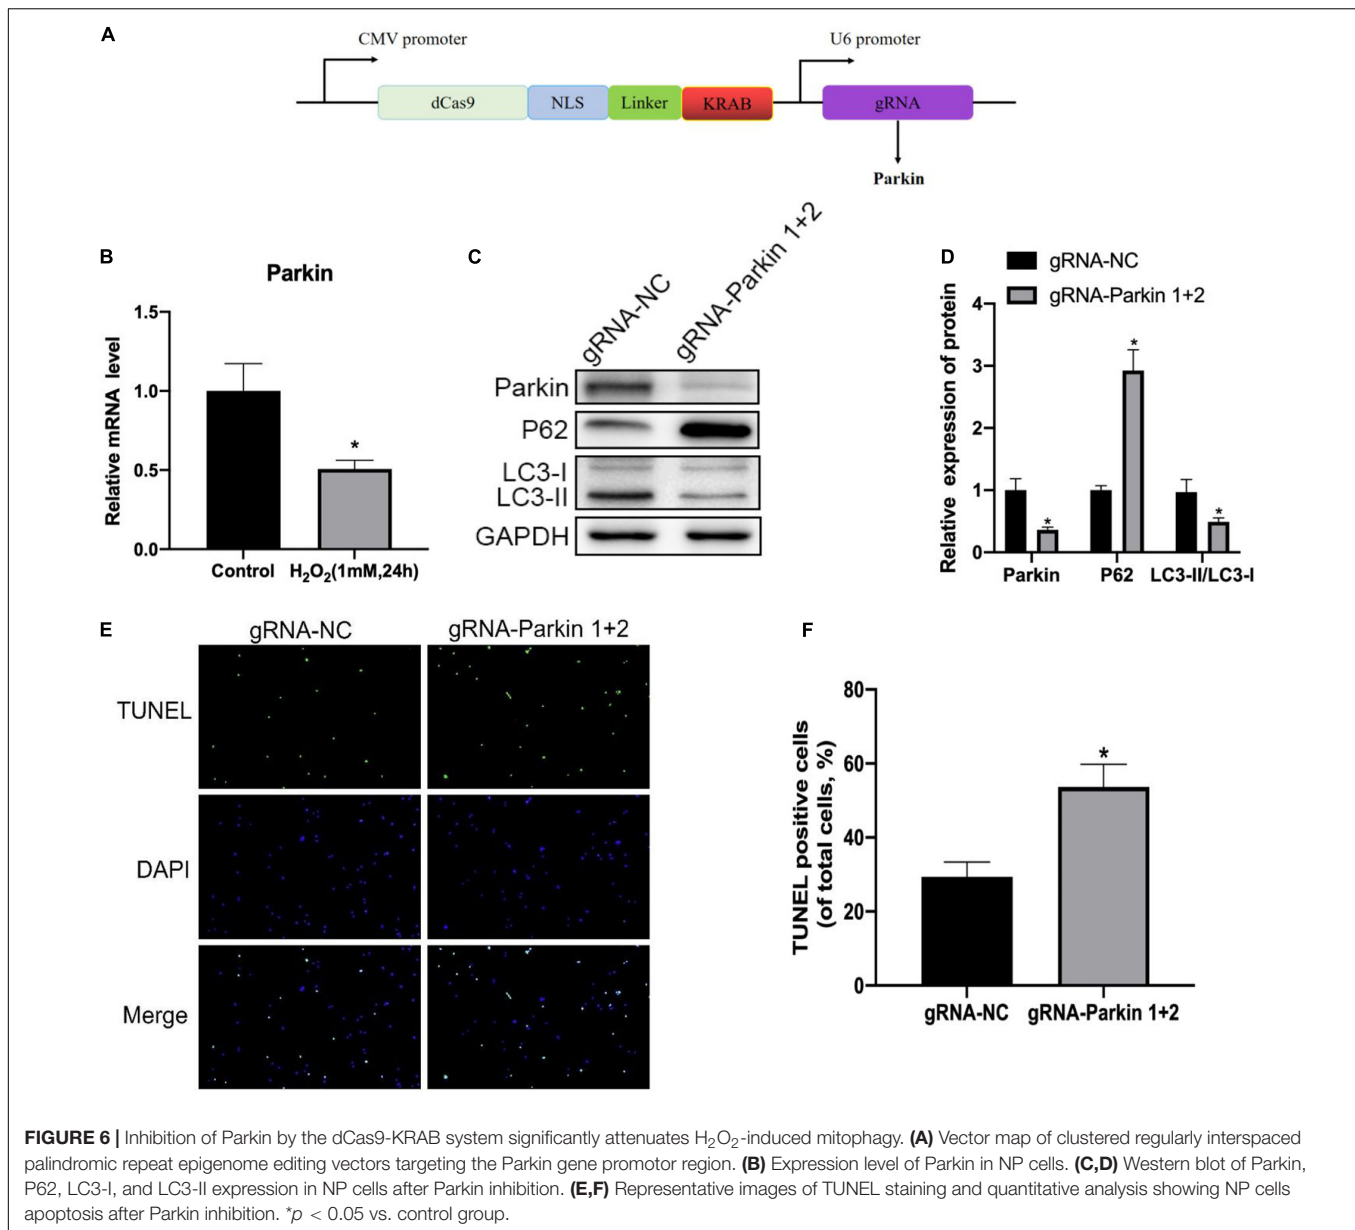 A
CMV promoter
U6 promoter
dCas9 NLS Linker KRAB gRNA
Parkin
B
Parkin
Relative mRNA level
1.5
1.0
0.5
0.0
*
Control H₂O₂(1mM,24h)
C
gRNA-NC
gRNA-Parkin 1+2
Parkin
P62
LC3-I
LC3-II
GAPDH
D
gRNA-NC
gRNA-Parkin 1+2
Relative expression of protein
4
3
2
1
0
*
*
*
Parkin P62 LC3-II/LC3-I
E
gRNA-NC gRNA-Parkin 1+2
TUNEL
DAPI
Merge
F
TUNEL positive cells
(of total cells, %)
80
60
40
20
0
*
gRNA-NC gRNA-Parkin 1+2
FIGURE 6 | Inhibition of Parkin by the dCas9-KRAB system significantly attenuates H₂O₂-induced mitophagy. (A) Vector map of clustered regularly interspaced
palindromic repeat epigenome editing vectors targeting the Parkin gene promotor region. (B) Expression level of Parkin in NP cells. (C,D) Western blot of Parkin,
P62, LC3-I, and LC3-II expression in NP cells after Parkin inhibition. (E,F) Representative images of TUNEL staining and quantitative analysis showing NP cells
apoptosis after Parkin inhibition. *p < 0.05 vs. control group.